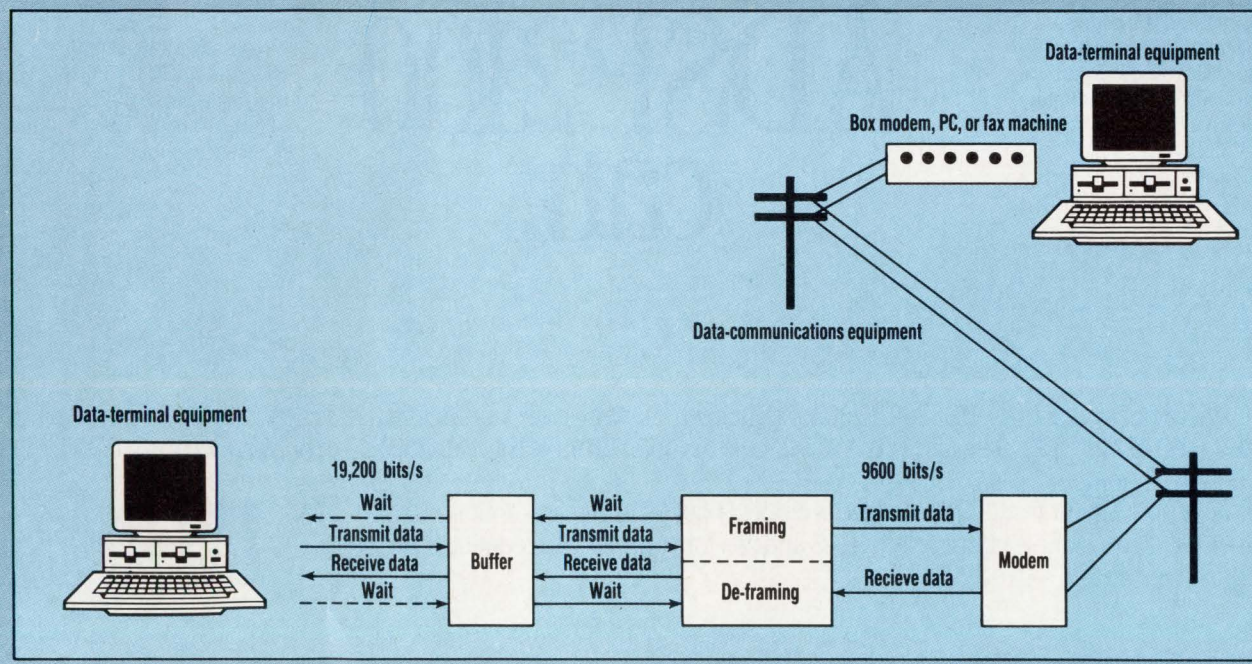 Data-terminal equipment
Box modem, PC, or fax machine
Data-communications equipment
Data-terminal equipment
19,200 bits/s
9600 bits/s
Wait
Transmit data
Receive data
Wait
Buffer
Wait
Transmit data
Receive data
Wait
Framing
De-framing
Transmit data
Recieve data
Modem